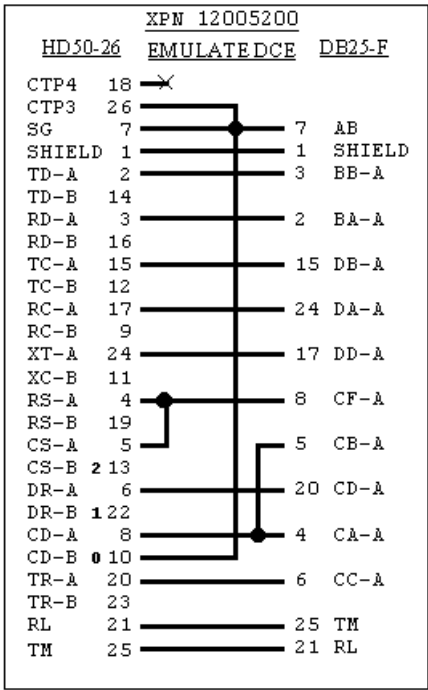 XPN 12005200
HD50-26 EMULATEDCE DB25-F
CTP4 18
CTP3 26
SG 7 7 AB
SHIELD 1 1 SHIELD
TD-A 2 3 BB-A
TD-B 14
RD-A 3 2 BA-A
RD-B 16
TC-A 15 15 DB-A
TC-B 12
RC-A 17 24 DA-A
RC-B 9
XT-A 24 17 DD-A
XC-B 11
RS-A 4 8 CF-A
RS-B 19
CS-A 5 5 CB-A
CS-B 2 13
DR-A 6 20 CD-A
DR-B 1 22
CD-A 8 4 CA-A
CD-B 0 10
TR-A 20 6 CC-A
TR-B 23
RL 21 25 TM
TM 25 21 RL